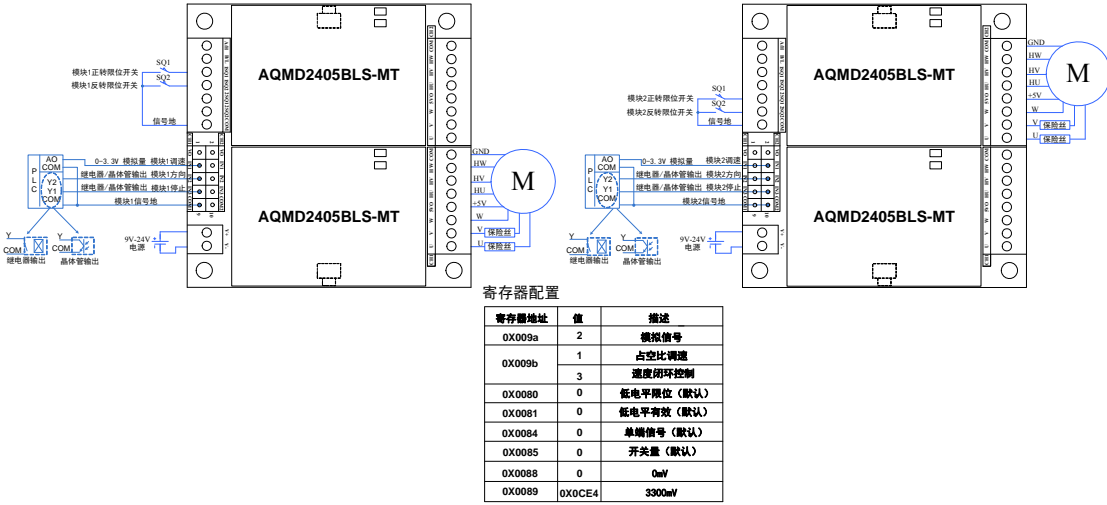 AQMD2405BLS-MT
AQMD2405BLS-MT
SQ1
模块1正转限位开关
SQ2
模块1反转限位开关
信号地
PLC
AO
COM
Y2
Y1
COM
0-3.3V 模拟量 模块1调速
继电器/晶体管输出 模块1方向
继电器/晶体管输出 模块1停止
模块1信号地
Y
COM
继电器输出
Y
COM
晶体管输出
9V-24V
电源
+
V+
V-
GND
HW
HV
HU
+5V
W
V
保险丝
U
保险丝
M
AQMD2405BLS-MT
AQMD2405BLS-MT
SQ1
模块2正转限位开关
SQ2
模块2反转限位开关
信号地
PLC
AO
COM
Y2
Y1
COM
0-3.3V 模拟量 模块2调速
继电器/晶体管输出 模块2方向
继电器/晶体管输出 模块2停止
模块2信号地
Y
COM
继电器输出
Y
COM
晶体管输出
9V-24V
电源
+
V+
V-
GND
HW
HV
HU
+5V
W
V
保险丝
U
保险丝
M
寄存器配置
寄存器地址 值 描述
0X009a 2 模拟信号
0X009b 1 占空比调速
3 速度闭环控制
0X0080 0 低电平限位（默认）
0X0081 0 低电平有效（默认）
0X0084 0 单端信号（默认）
0X0085 0 开关量（默认）
0X0088 0 0mV
0X0089 0X0CE4 3300mV